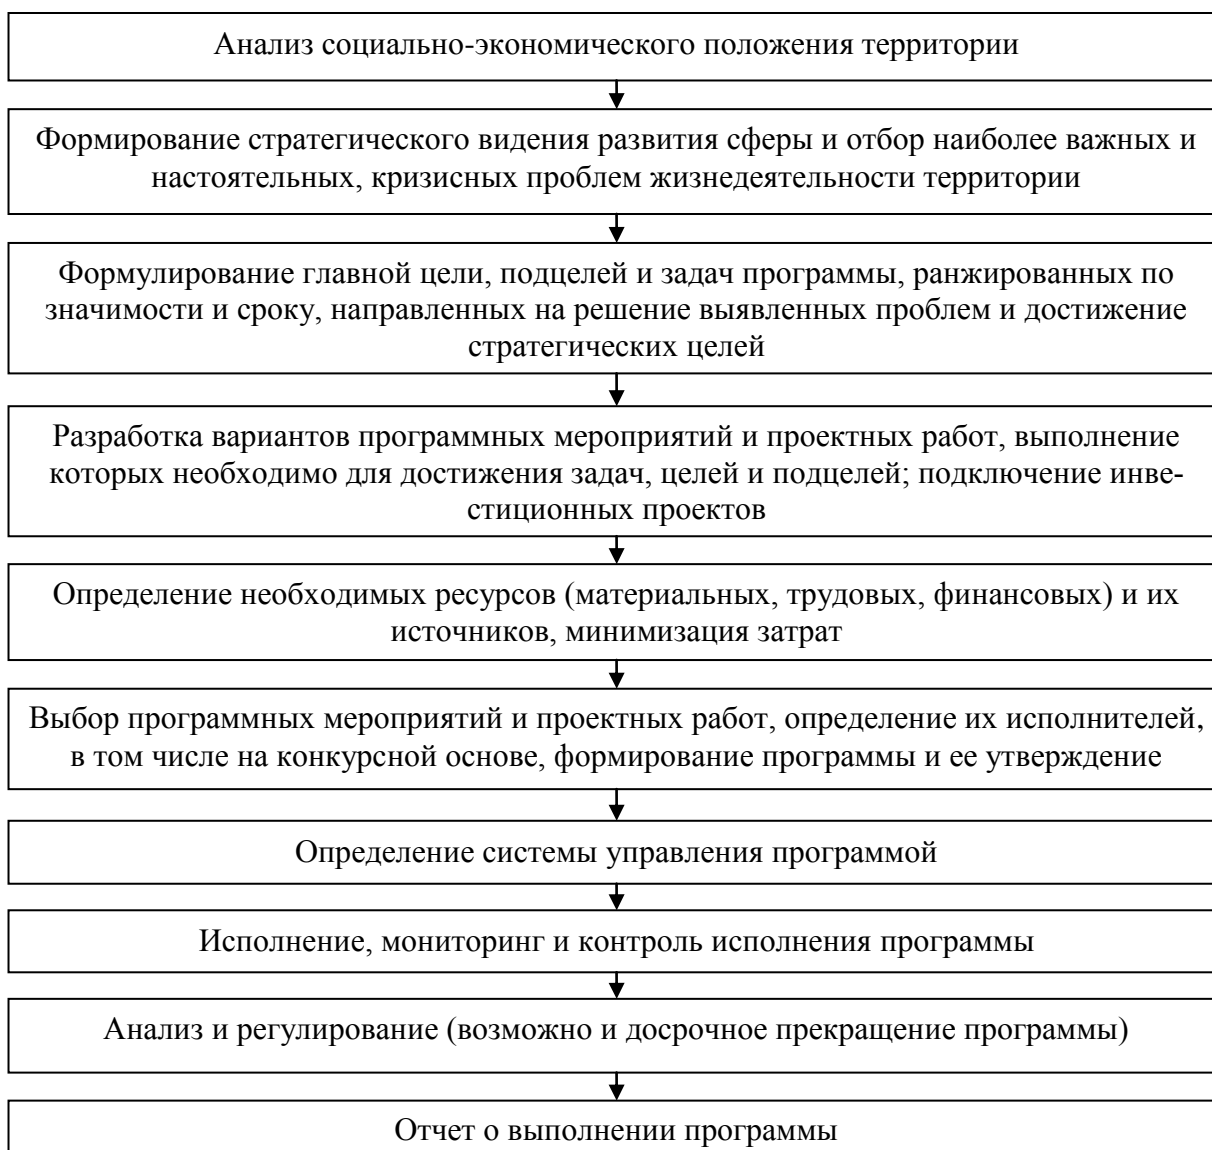 Анализ социально-экономического положения территории
Формирование стратегического видения развития сферы и отбор наиболее важных и
настоятельных, кризисных проблем жизнедеятельности территории
Формулирование главной цели, подцелей и задач программы, ранжированных по
значимости и сроку, направленных на решение выявленных проблем и достижение
стратегических целей
Разработка вариантов программных мероприятий и проектных работ, выполнение
которых необходимо для достижения задач, целей и подцелей; подключение инве-
стиционных проектов
Определение необходимых ресурсов (материальных, трудовых, финансовых) и их
источников, минимизация затрат
Выбор программных мероприятий и проектных работ, определение их исполнителей,
в том числе на конкурсной основе, формирование программы и ее утверждение
Определение системы управления программой
Исполнение, мониторинг и контроль исполнения программы
Анализ и регулирование (возможно и досрочное прекращение программы)
Отчет о выполнении программы